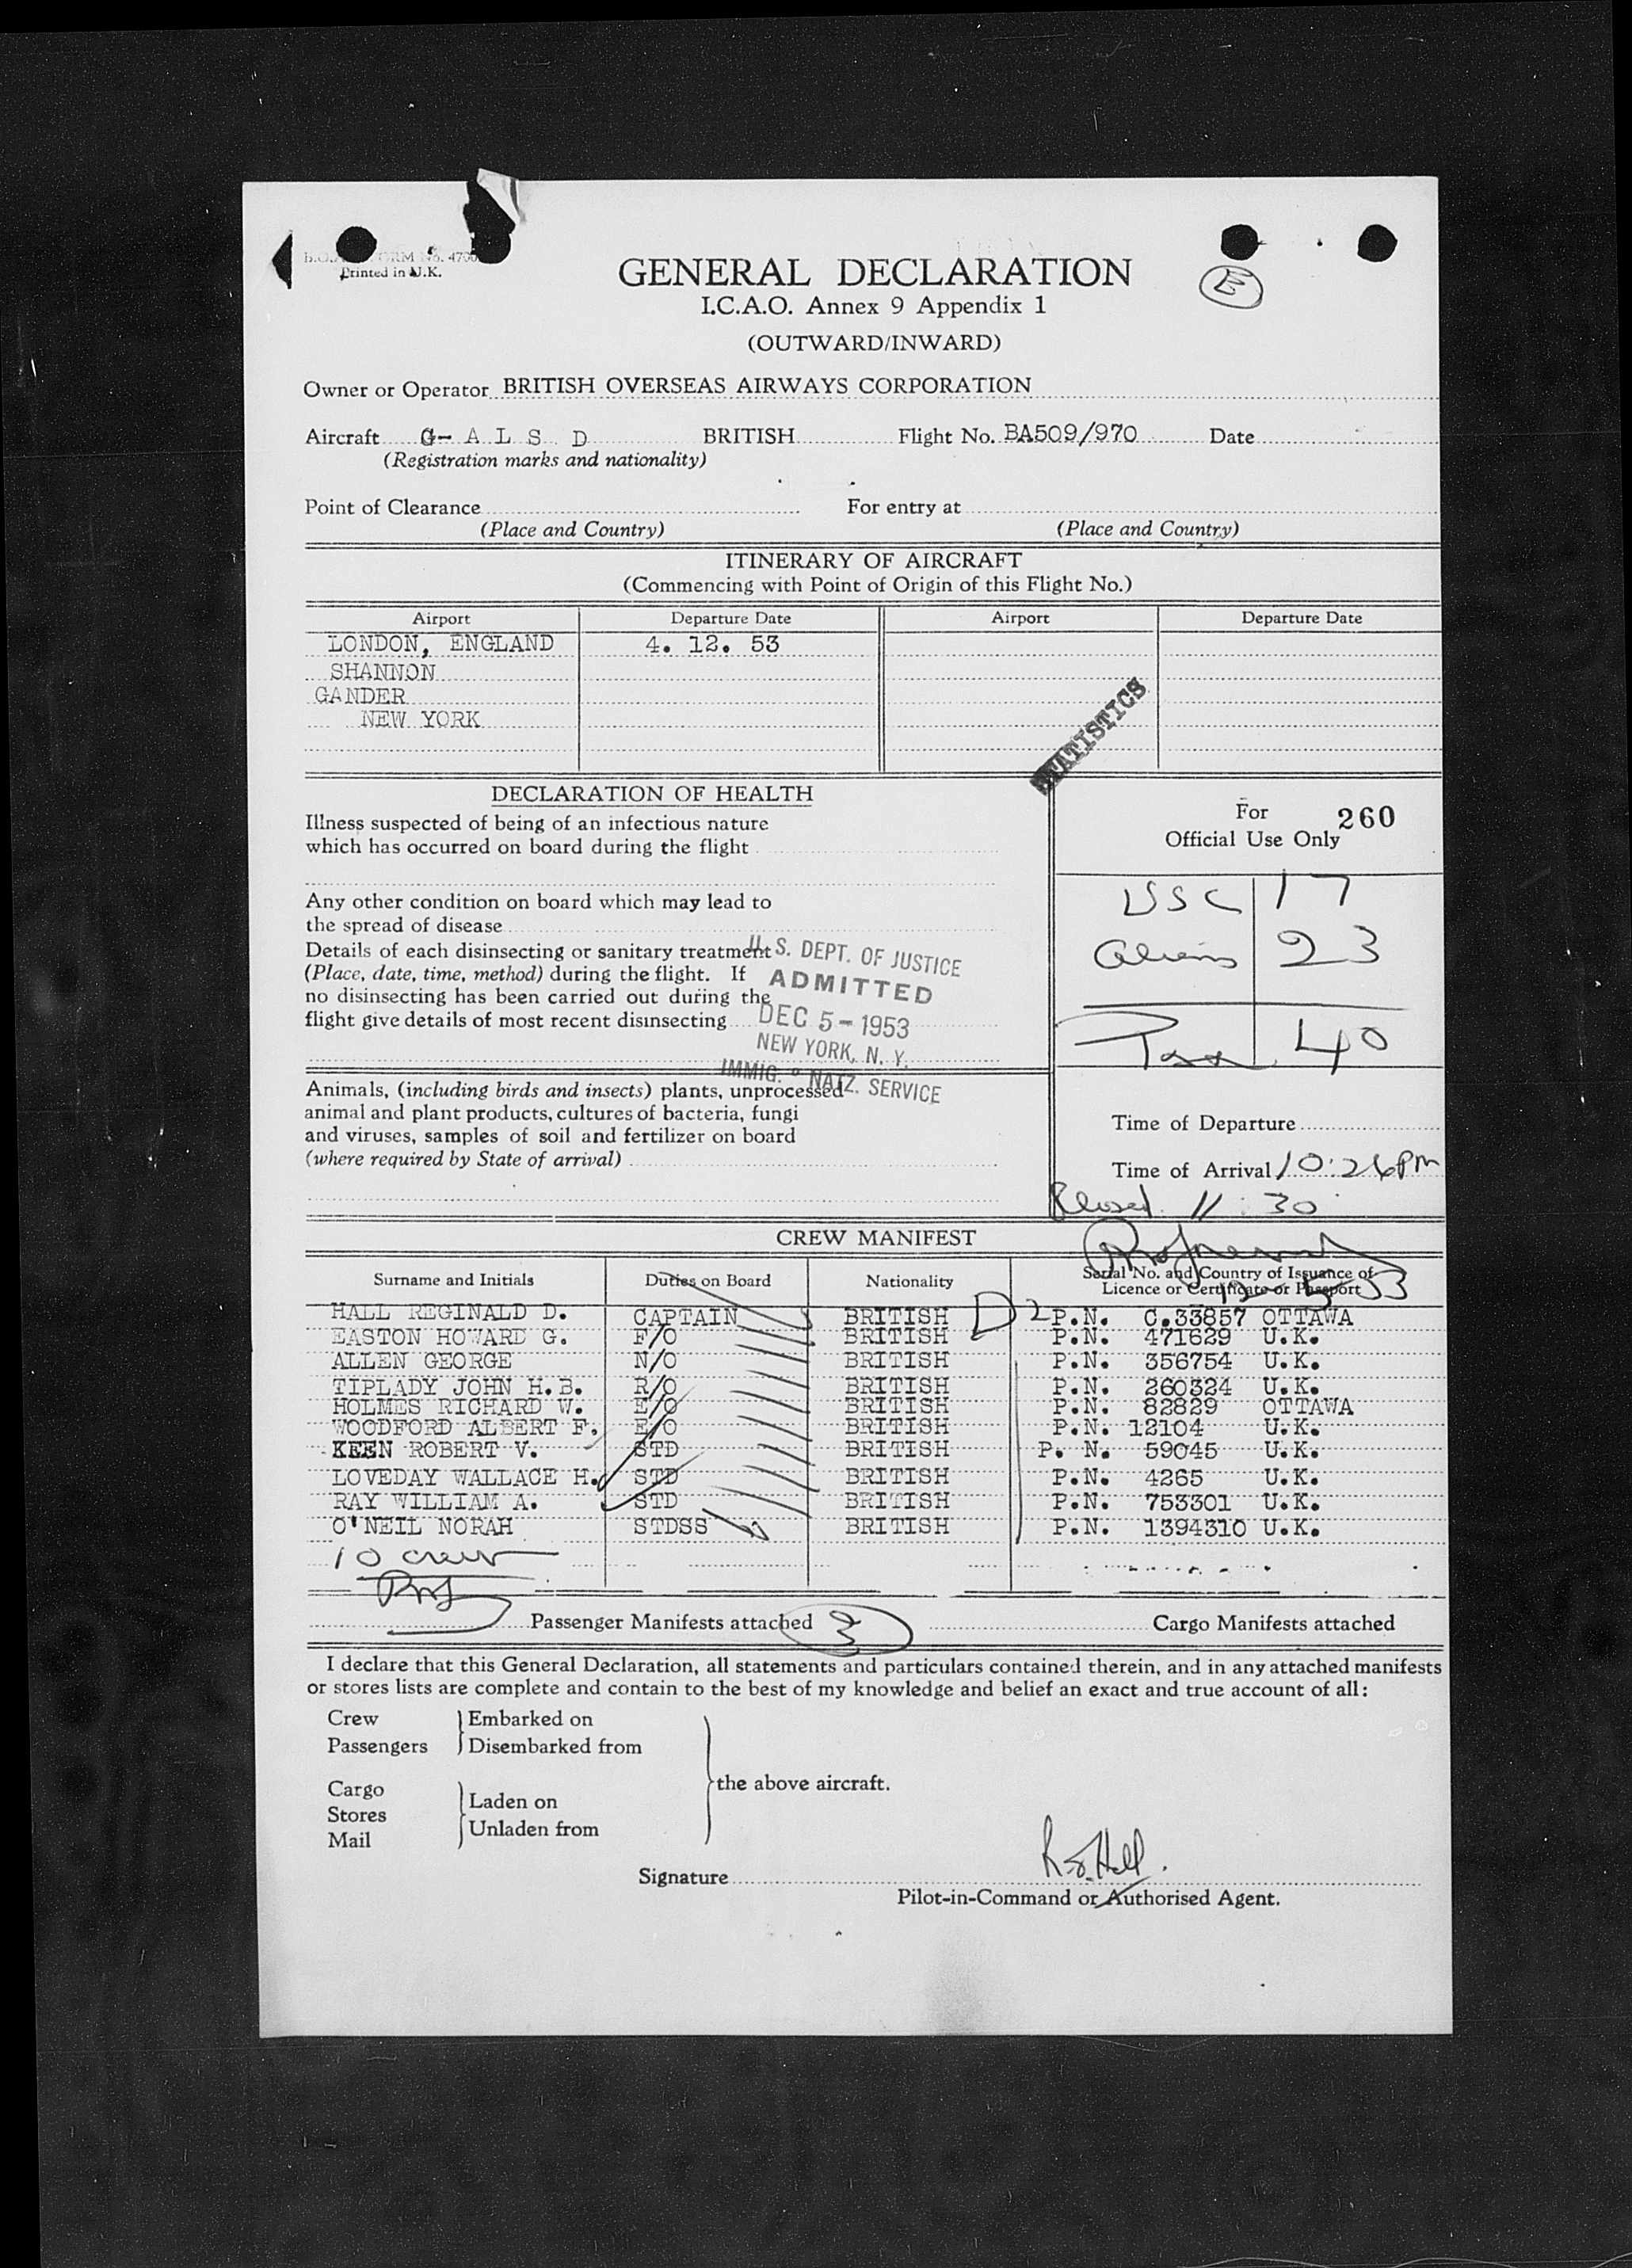 Printed in U.K.
E
GENERAL DECLARATION
I.C.A.O. Annex 9 Appendix 1
(OUTWARD/INWARD)
Owner or Operator BRITISH OVERSEAS AIRWAYS CORPORATION
Aircraft G- A L S D BRITISH Flight No. BA509/970 Date
(Registration marks and nationality)
Point of Clearance For entry at
(Place and Country) (Place and Country)
ITINERARY OF AIRCRAFT
(Commencing with Point of Origin of this Flight No.)
Airport Departure Date Airport Departure Date
LONDON, ENGLAND 4. 12. 53
SHANNON
GANDER
NEW YORK
STATISTICS
DECLARATION OF HEALTH
Illness suspected of being of an infectious nature
which has occurred on board during the flight
For 260
Official Use Only
USC 17
Aliens 23
40
Any other condition on board which may lead to
the spread of disease
Details of each disinsecting or sanitary treatment
(Place, date, time, method) during the flight. If
no disinsecting has been carried out during the
flight give details of most recent disinsecting
U. S. DEPT. OF JUSTICE
ADMITTED
DEC 5 - 1953
NEW YORK, N. Y.
IMMIG. & NATZ. SERVICE
Animals, (including birds and insects) plants, unprocessed
animal and plant products, cultures of bacteria, fungi
and viruses, samples of soil and fertilizer on board
(where required by State of arrival)
Time of Departure
Time of Arrival 10:26 PM
Closed 11:30
CREW MANIFEST
Surname and Initials Duties on Board Nationality Serial No. and Country of Issuance of
Licence or Certificate or Passport
12-5-53
HALL REGINALD D. CAPTAIN BRITISH D2 P.N. C.33857 OTTAWA
EASTON HOWARD G. F/O BRITISH P.N. 471629 U.K.
ALLEN GEORGE N/O BRITISH P.N. 356754 U.K.
TIPLADY JOHN H.B. R/O BRITISH P.N. 260324 U.K.
HOLMES RICHARD W. E/O BRITISH P.N. 82829 OTTAWA
WOODFORD ALBERT F. E/O BRITISH P.N. 12104 U.K.
KEEN ROBERT V. STD BRITISH P. N. 59045 U.K.
LOVEDAY WALLACE H. STD BRITISH P.N. 4265 U.K.
RAY WILLIAM A. STD BRITISH P.N. 753301 U.K.
O'NEIL NORAH STDSS BRITISH P.N. 1394310 U.K.
10 crew
Passenger Manifests attached 3 Cargo Manifests attached
I declare that this General Declaration, all statements and particulars contained therein, and in any attached manifests
or stores lists are complete and contain to the best of my knowledge and belief an exact and true account of all:
Crew Embarked on
Passengers Disembarked from
the above aircraft.
Cargo
Stores Laden on
Mail Unladen from
Signature R.D.Hall.
Pilot-in-Command or Authorised Agent.